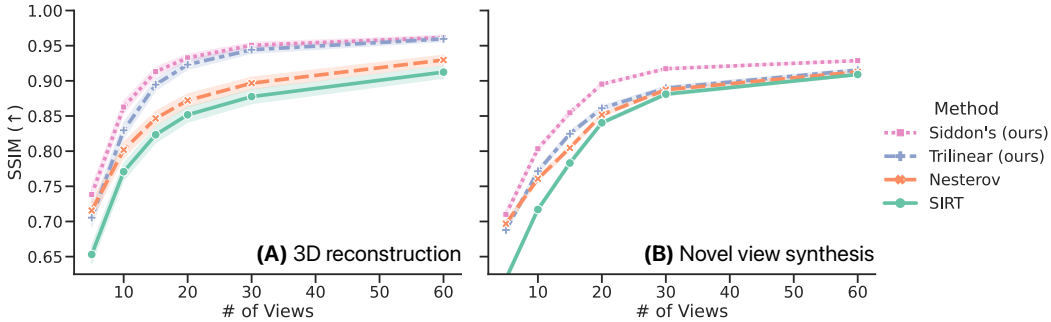 1.00
0.95
0.90
0.85
0.80
0.75
0.70
0.65
SSIM (↑)
10 20 30 40 50 60
# of Views
(A) 3D reconstruction
10 20 30 40 50 60
# of Views
(B) Novel view synthesis
Method
Siddon's (ours)
Trilinear (ours)
Nesterov
SIRT